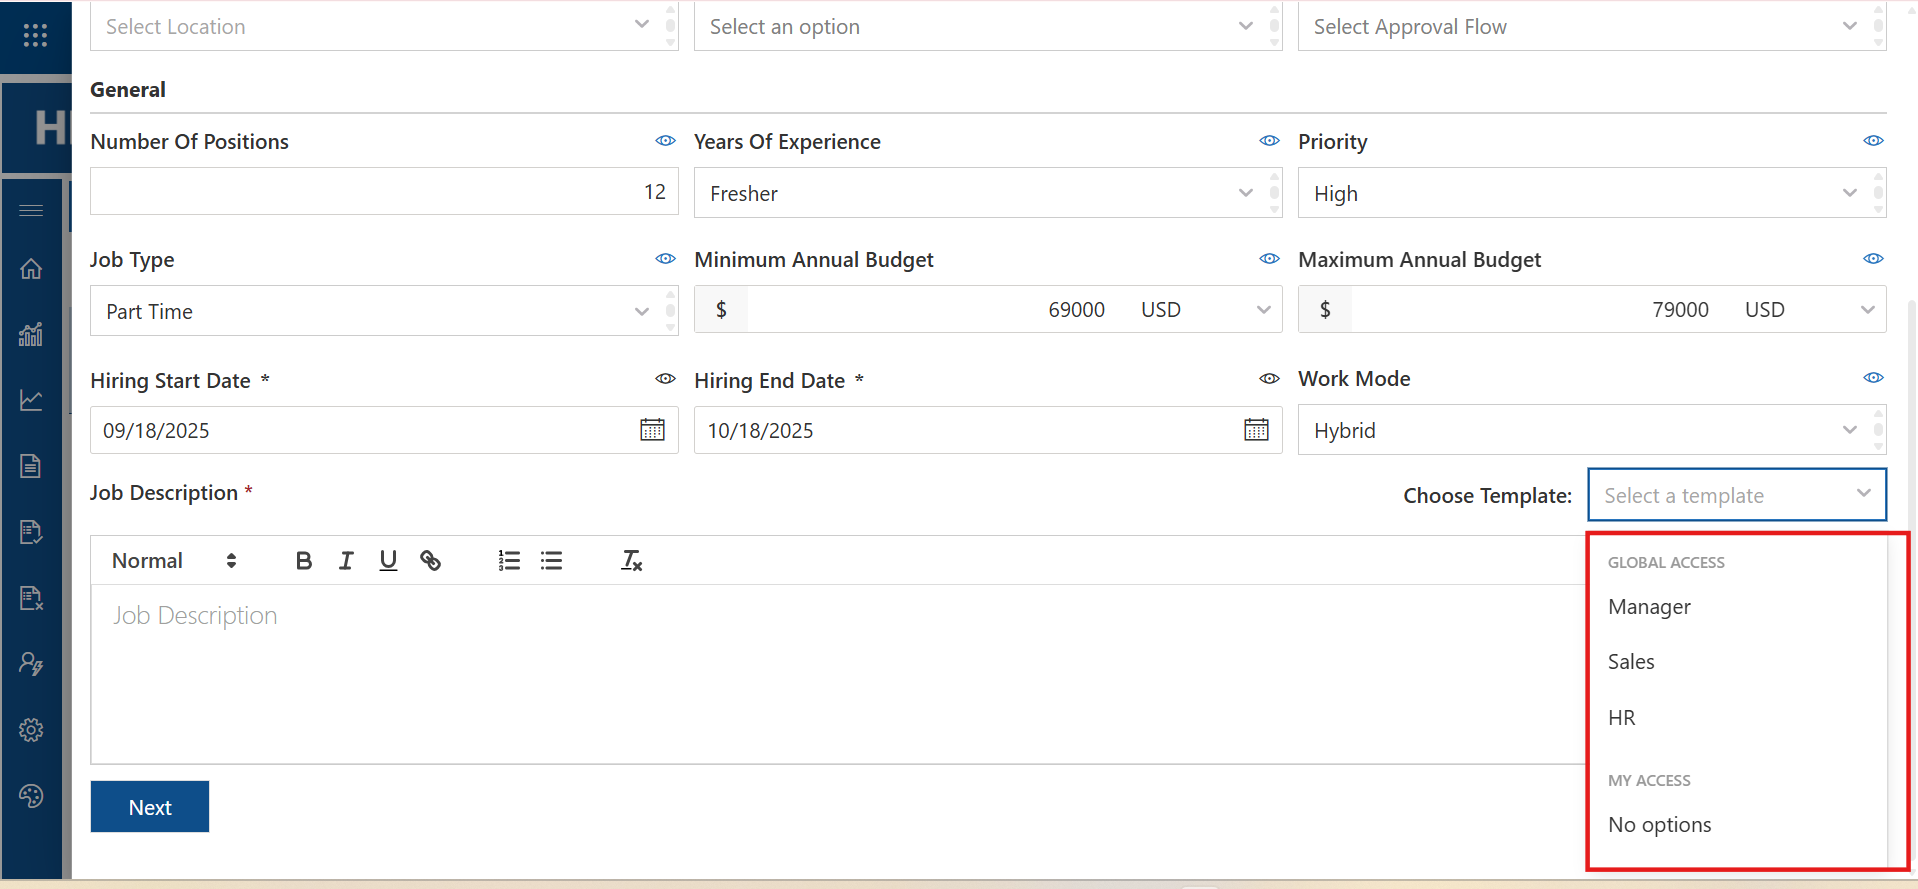 Select Location
Select an option
Select Approval Flow
General
Number Of Positions
Years Of Experience
Priority
12
Fresher
High
Job Type
Minimum Annual Budget
Maximum Annual Budget
Part Time
$ 69000 USD
$ 79000 USD
Hiring Start Date *
Hiring End Date *
Work Mode
09/18/2025
10/18/2025
Hybrid
Job Description *
Choose Template:
Select a template
Normal
Job Description
GLOBAL ACCESS
Manager
Sales
HR
MY ACCESS
No options
Next